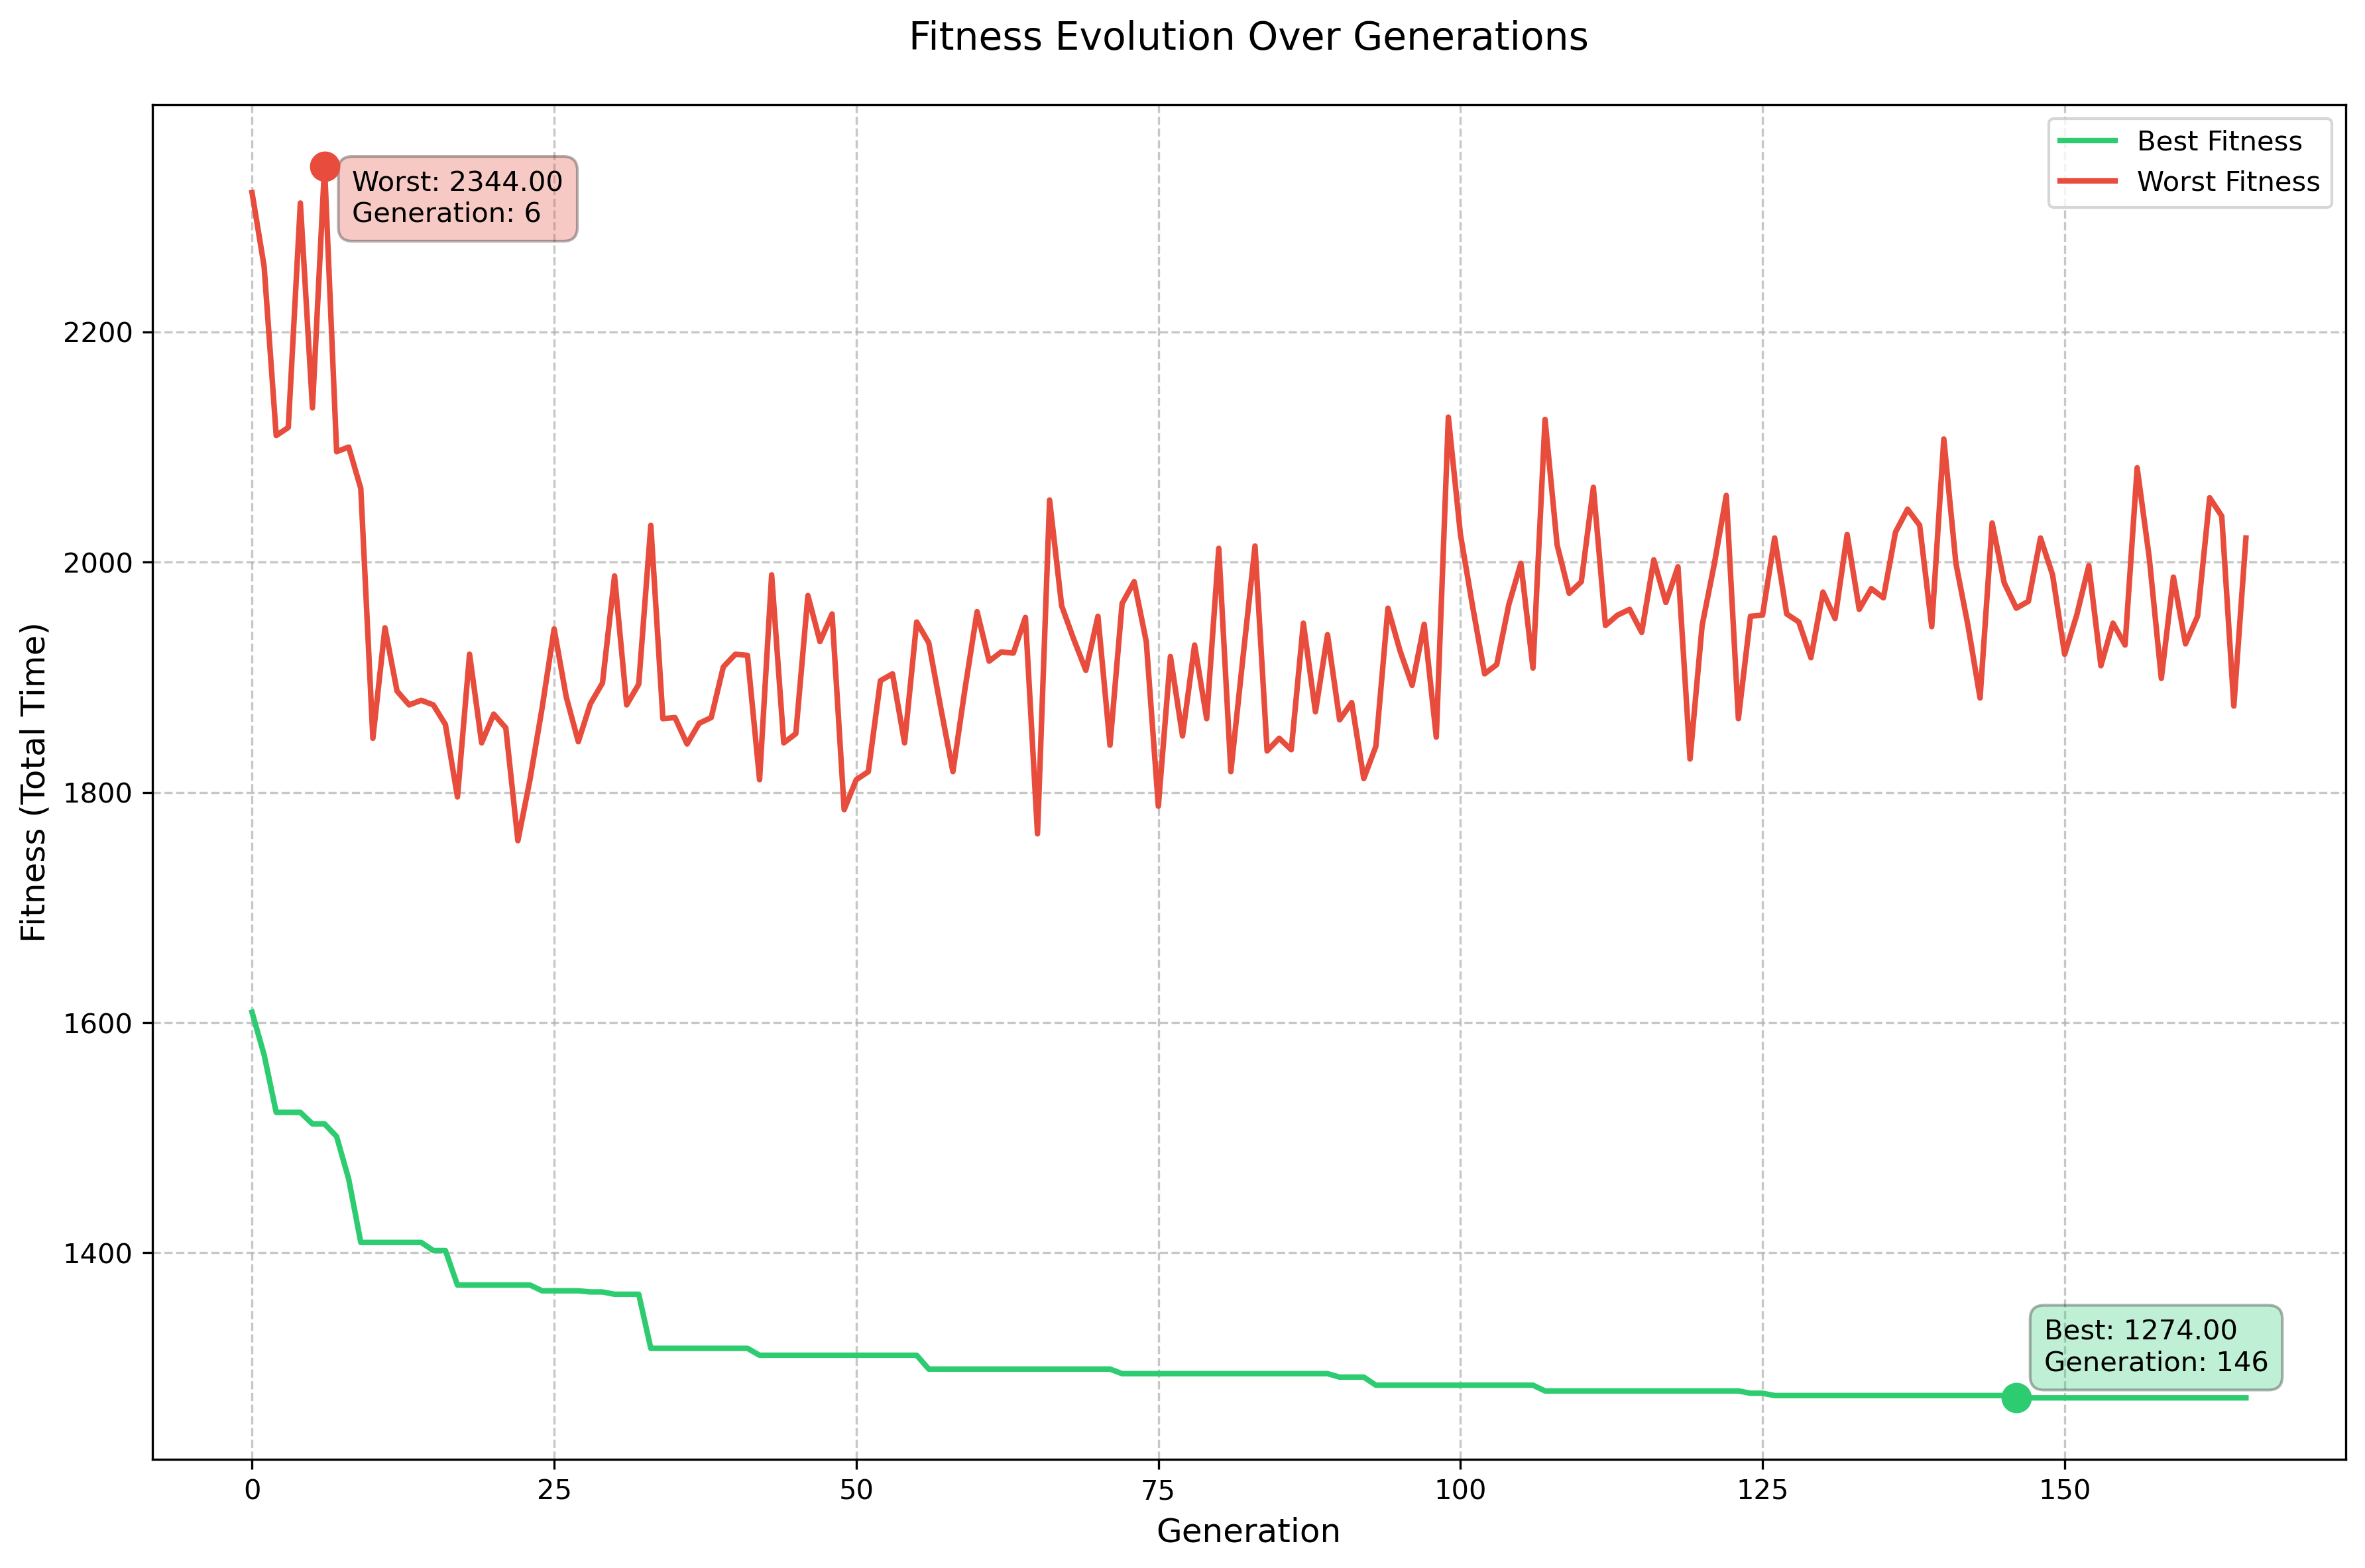 Fitness Evolution Over Generations
Best Fitness
Worst Fitness
Worst: 2344.00
Generation: 6
2200
2000
1800
1600
1400
Fitness (Total Time)
Best: 1274.00
Generation: 146
0 25 50 75 100 125 150
Generation